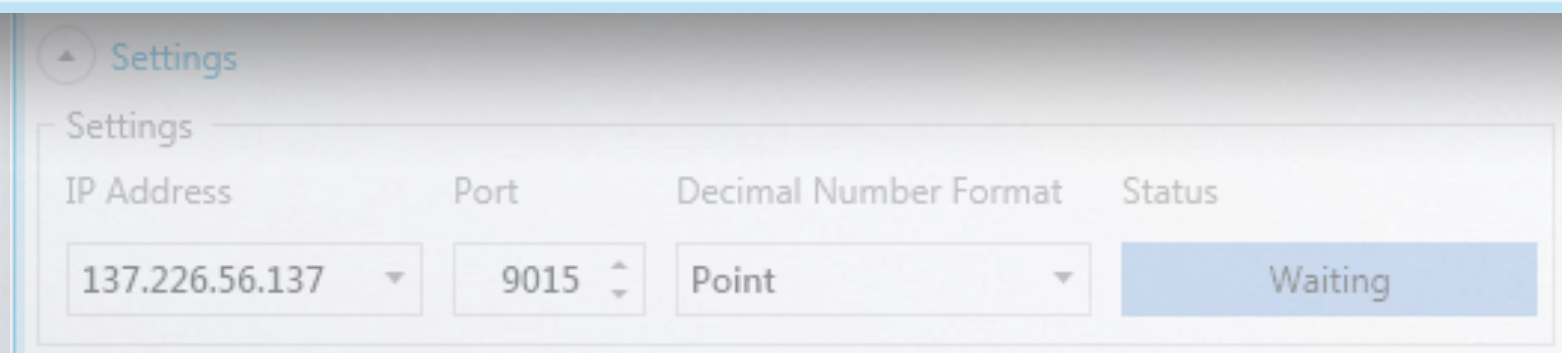 Settings
Settings
IP Address Port Decimal Number Format Status
137.226.56.137 9015 Point Waiting